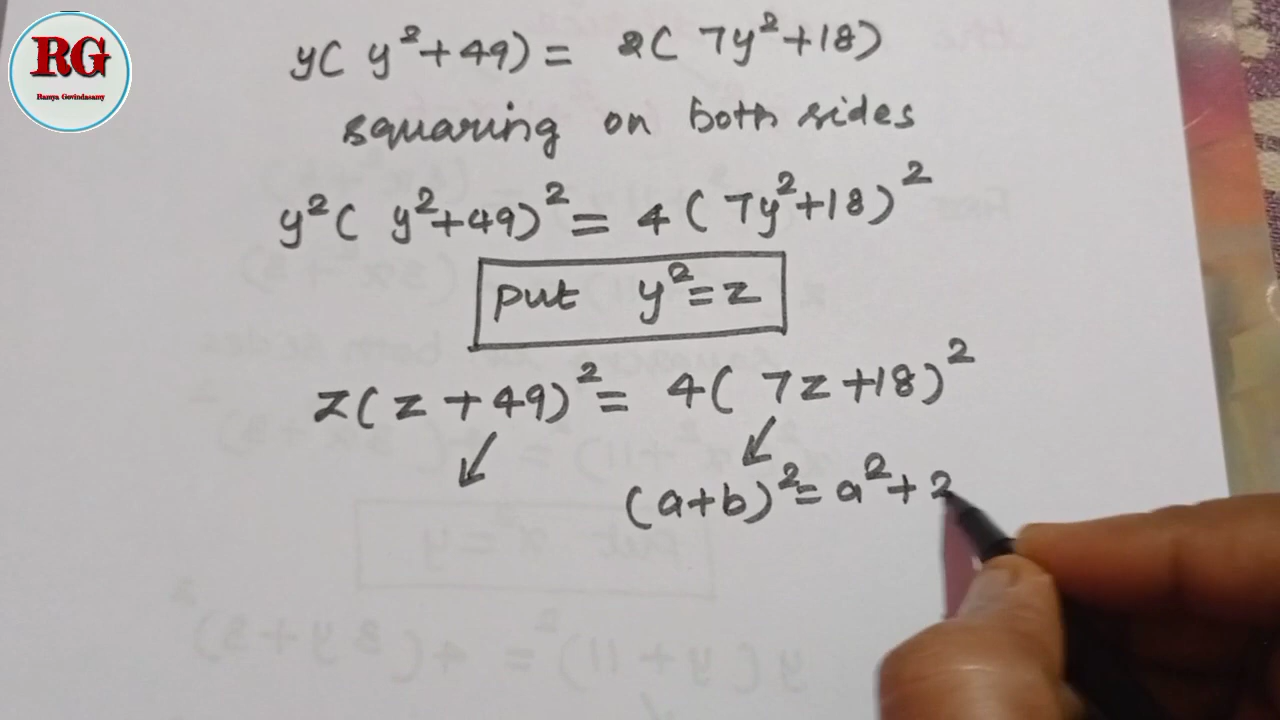 RG
Ramya Govindasamy
y( y²+49) = 2( 7y²+18)
squaring on both sides
y²( y²+49)² = 4( 7y²+18)²
put y²=z
z( z+49)² = 4( 7z+18)²
(a+b)² = a²+2